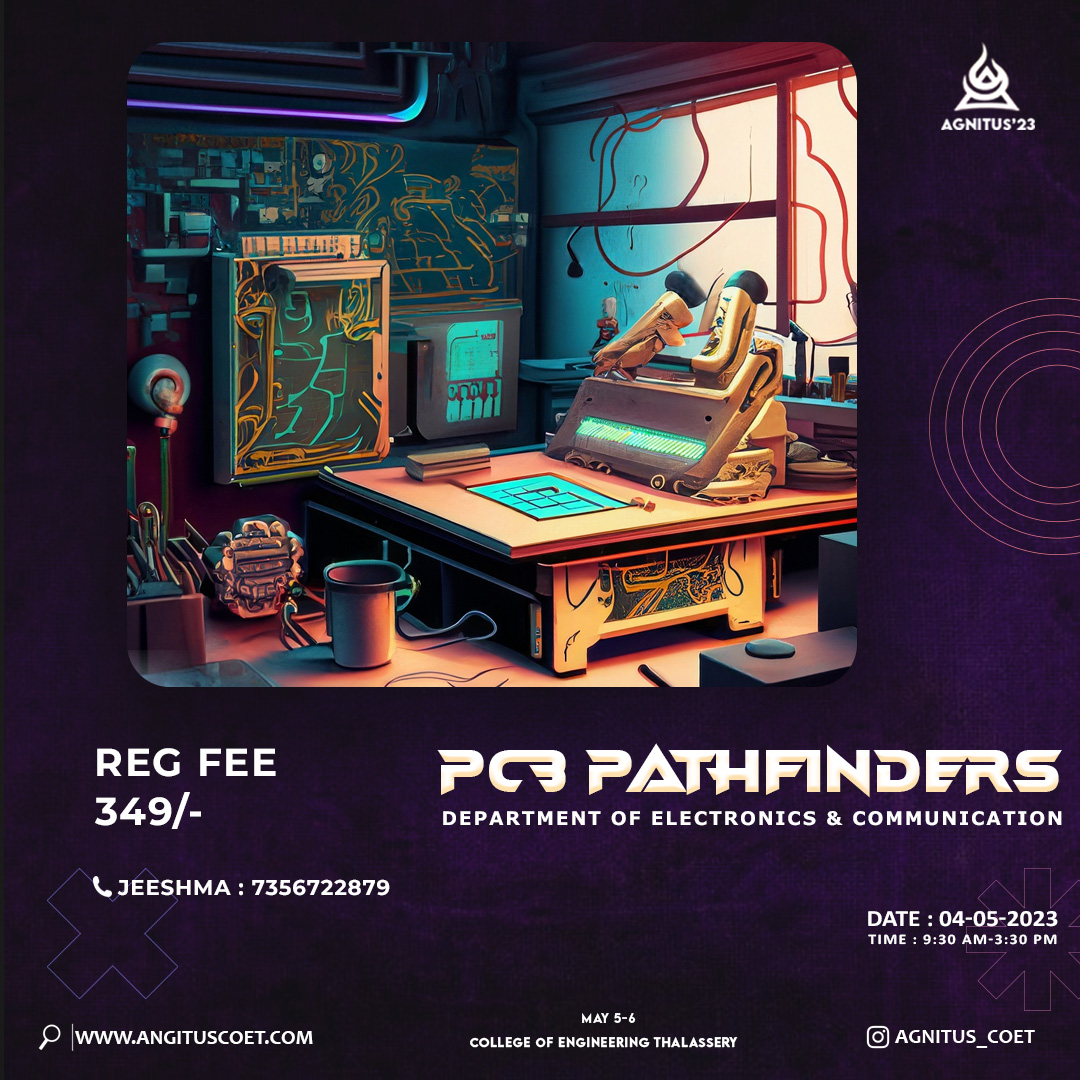 AGNITUS'23
REG FEE
349/-
PCB PATHFINDERS
DEPARTMENT OF ELECTRONICS & COMMUNICATION
JEESHMA : 7356722879
DATE : 04-05-2023
TIME : 9:30 AM-3:30 PM
MAY 5-6
WWW.ANGITUSCOET.COM
COLLEGE OF ENGINEERING THALASSERY
AGNITUS_COET